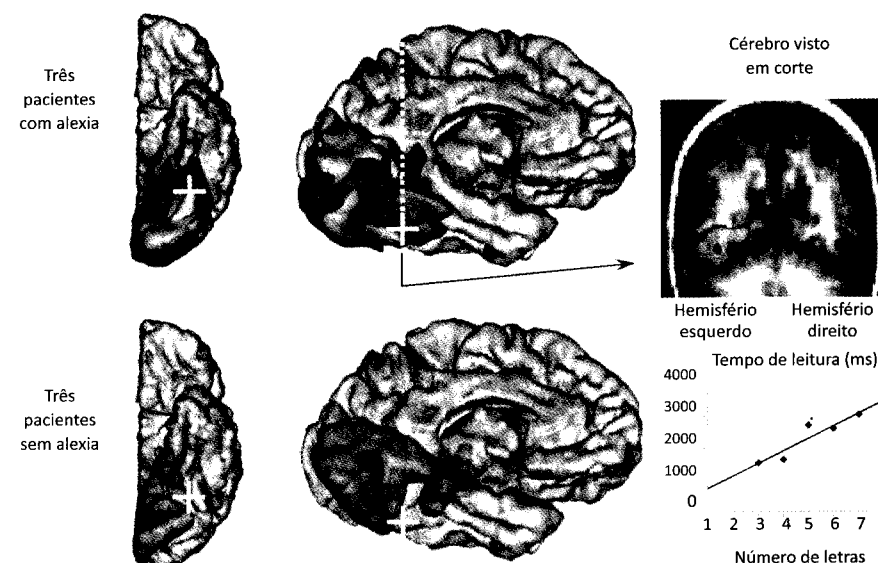 Três
pacientes
com alexia
Cérebro visto
em corte
Hemisfério
esquerdo
Hemisfério
direito
Três
pacientes
sem alexia
Tempo de leitura (ms)
4000
3000
2000
1000
0
1 2 3 4 5 6 7
Número de letras